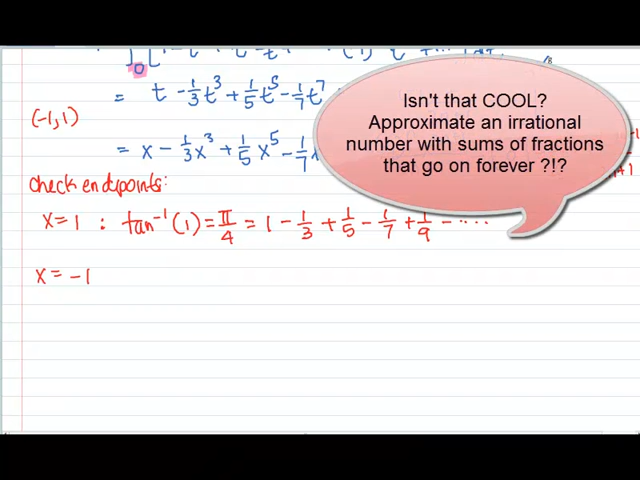 = t - 1/3 t³ + 1/5 t⁵ - 1/7 t⁷
(-1,1)
= x - 1/3 x³ + 1/5 x⁵ - 1/7
Isn't that COOL?
Approximate an irrational
number with sums of fractions
that go on forever ?!?
check endpoints:
x = 1 : tan⁻¹(1) = π/4 = 1 - 1/3 + 1/5 - 1/7 + 1/9 - ....
x = -1